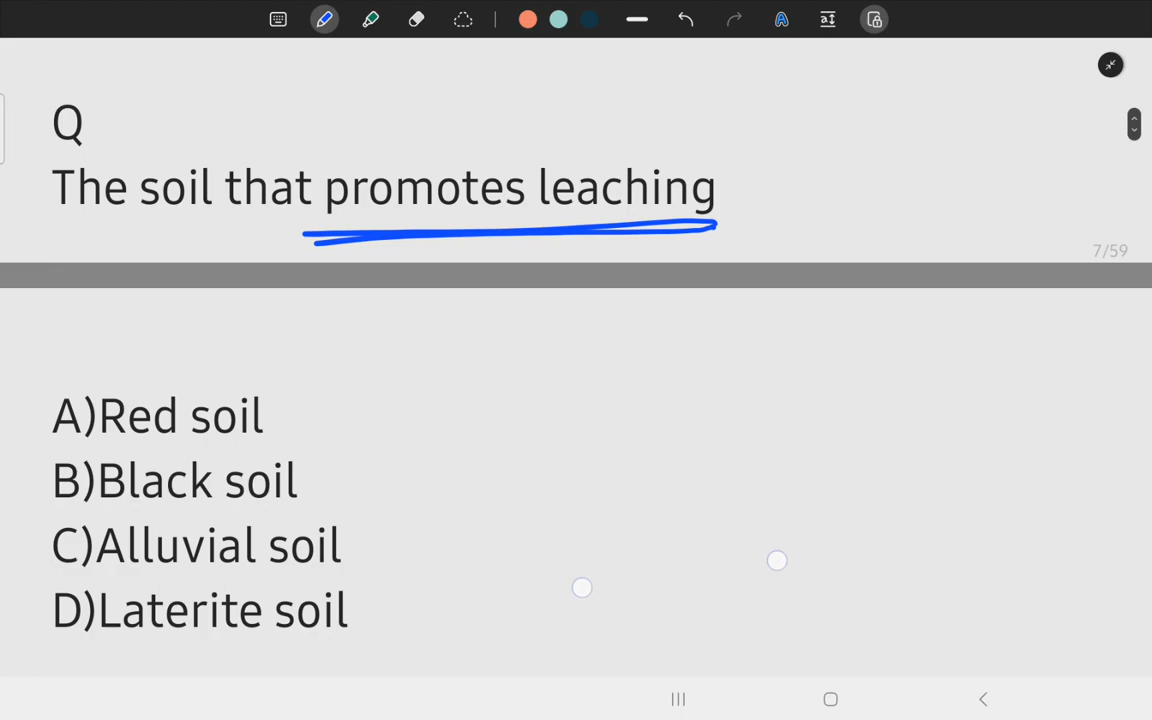 Q
The soil that promotes leaching
7/59
A)Red soil
B)Black soil
C)Alluvial soil
D)Laterite soil